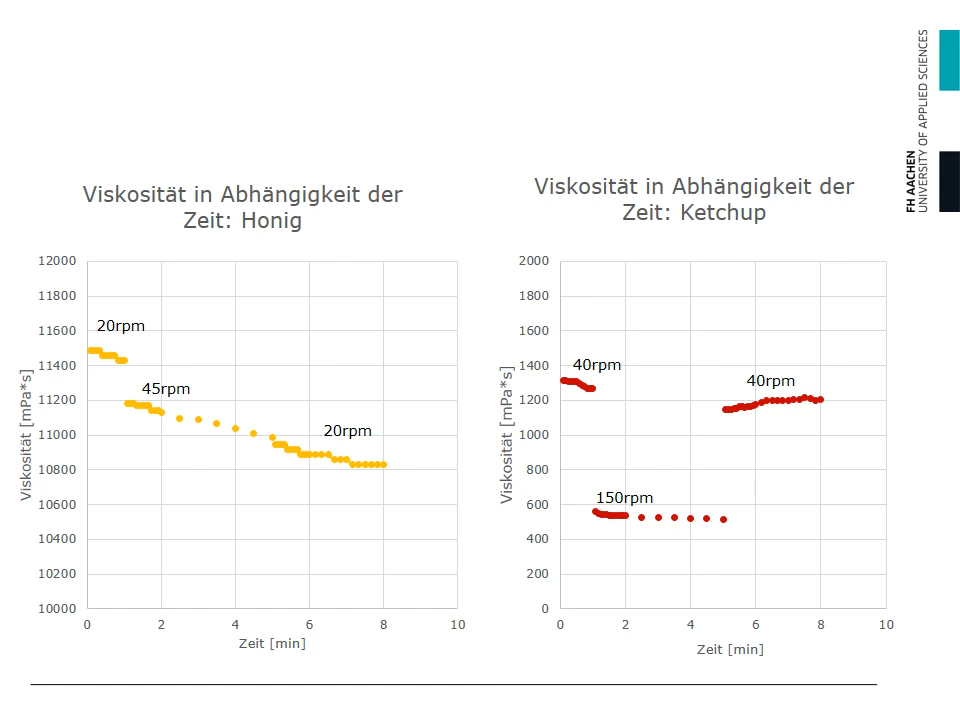 FH AACHEN
UNIVERSITY OF APPLIED SCIENCES
Viskosität in Abhängigkeit der
Zeit: Honig
12000
11800
11600
11400
11200
11000
10800
10600
10400
10200
10000
0 2 4 6 8 10
Viskosität [mPa*s]
Zeit [min]
20rpm
45rpm
20rpm
Viskosität in Abhängigkeit der
Zeit: Ketchup
2000
1800
1600
1400
1200
1000
800
600
400
200
0
0 2 4 6 8 10
Viskosität [mPa*s]
Zeit [min]
40rpm
40rpm
150rpm